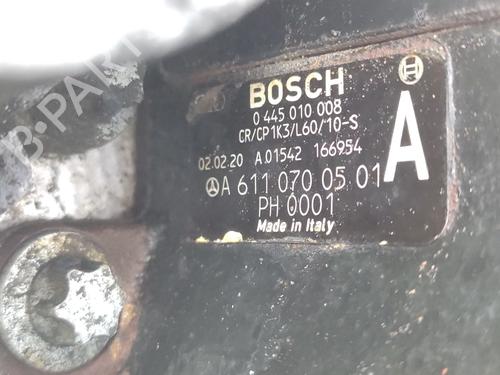 B-PARTS
BOSCH
0 445 010 008
CR/CP1K3/L60/10-S
02.02.20 A.01542 166954
A
A 611 070 05 01
PH 0001
Made in Italy